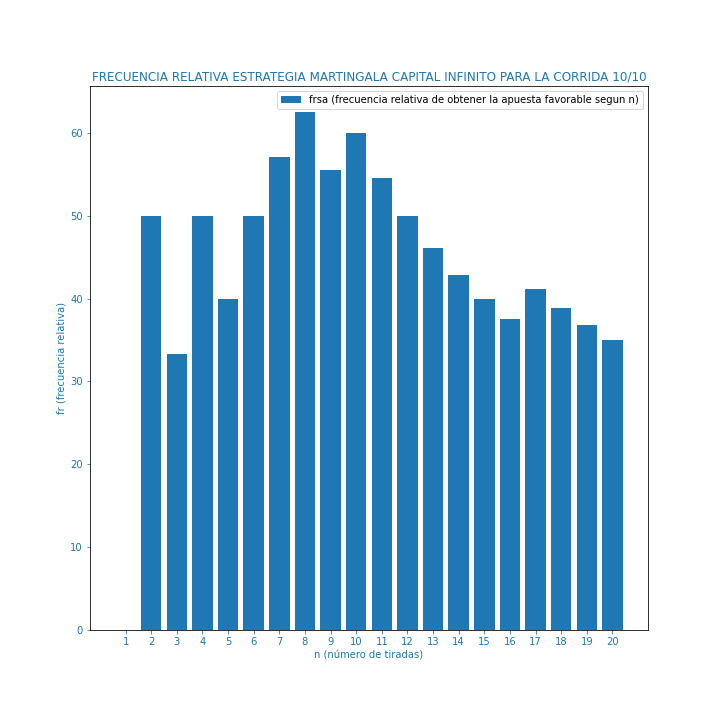 FRECUENCIA RELATIVA ESTRATEGIA MARTINGALA CAPITAL INFINITO PARA LA CORRIDA 10/10
frsa (frecuencia relativa de obtener la apuesta favorable segun n)
fr (frecuencia relativa)
60
50
40
30
20
10
0
1 2 3 4 5 6 7 8 9 10 11 12 13 14 15 16 17 18 19 20
n (número de tiradas)